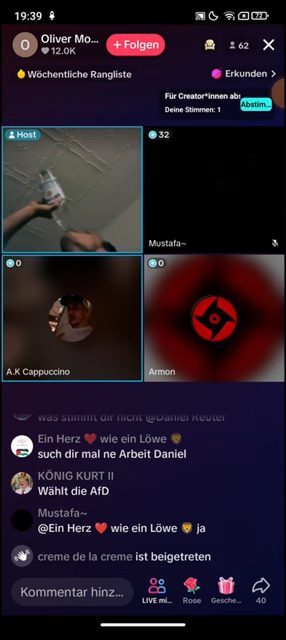 19:39
72
Oliver Mo...
12.0K
+ Folgen
62
Wöchentliche Rangliste
Erkunden >
Für Creator*innen abs
Deine Stimmen: 1
Abstim...
Host
32
Mustafa~
0
A.K Cappuccino
0
Armon
was stimmt dir nicht @Daniel Reuter
Ein Herz ❤️ wie ein Löwe 🦁
such dir mal ne Arbeit Daniel
KÖNIG KURT II
Wählt die AfD
Mustafa~
@Ein Herz ❤️ wie ein Löwe 🦁 ja
creme de la creme ist beigetreten
Kommentar hinz...
LIVE mi...
Rose
Gesche...
40